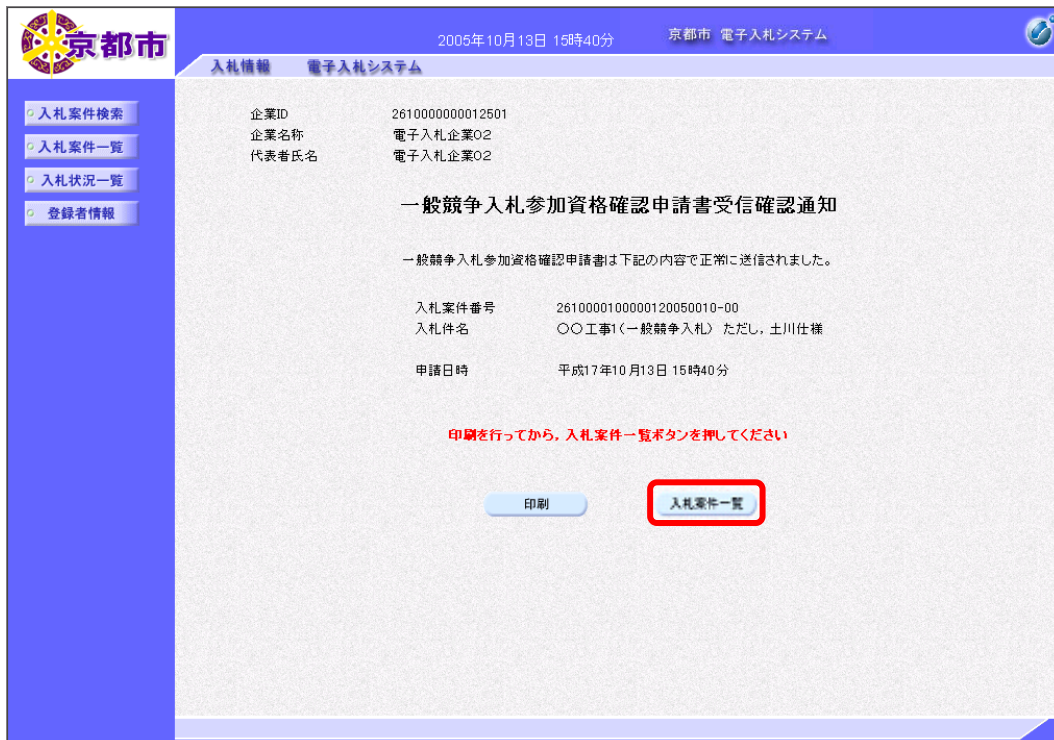 京都市
2005年10月13日 15時40分
京都市 電子入札システム
入札情報 電子入札システム
入札案件検索
入札案件一覧
入札状況一覧
登録者情報
企業ID 2610000000012501
企業名称 電子入札企業02
代表者氏名 電子入札企業02
一般競争入札参加資格確認申請書受信確認通知
一般競争入札参加資格確認申請書は下記の内容で正常に送信されました。
入札案件番号 2610000100000120050010-00
入札件名 〇〇工事1(一般競争入札) ただし，土川仕様
申請日時 平成17年10月13日 15時40分
印刷を行ってから，入札案件一覧ボタンを押してください
印刷
入札案件一覧